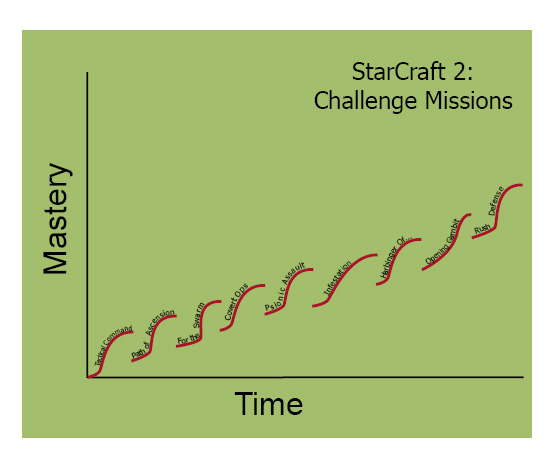 StarCraft 2:
Challenge Missions
Mastery
Tactical Command
Path of Ascension
For the Swarm
Covert Ops
Psionic Assault
Infestation
Harbinger Of...
Opening Gambit
Rush Defense
Time